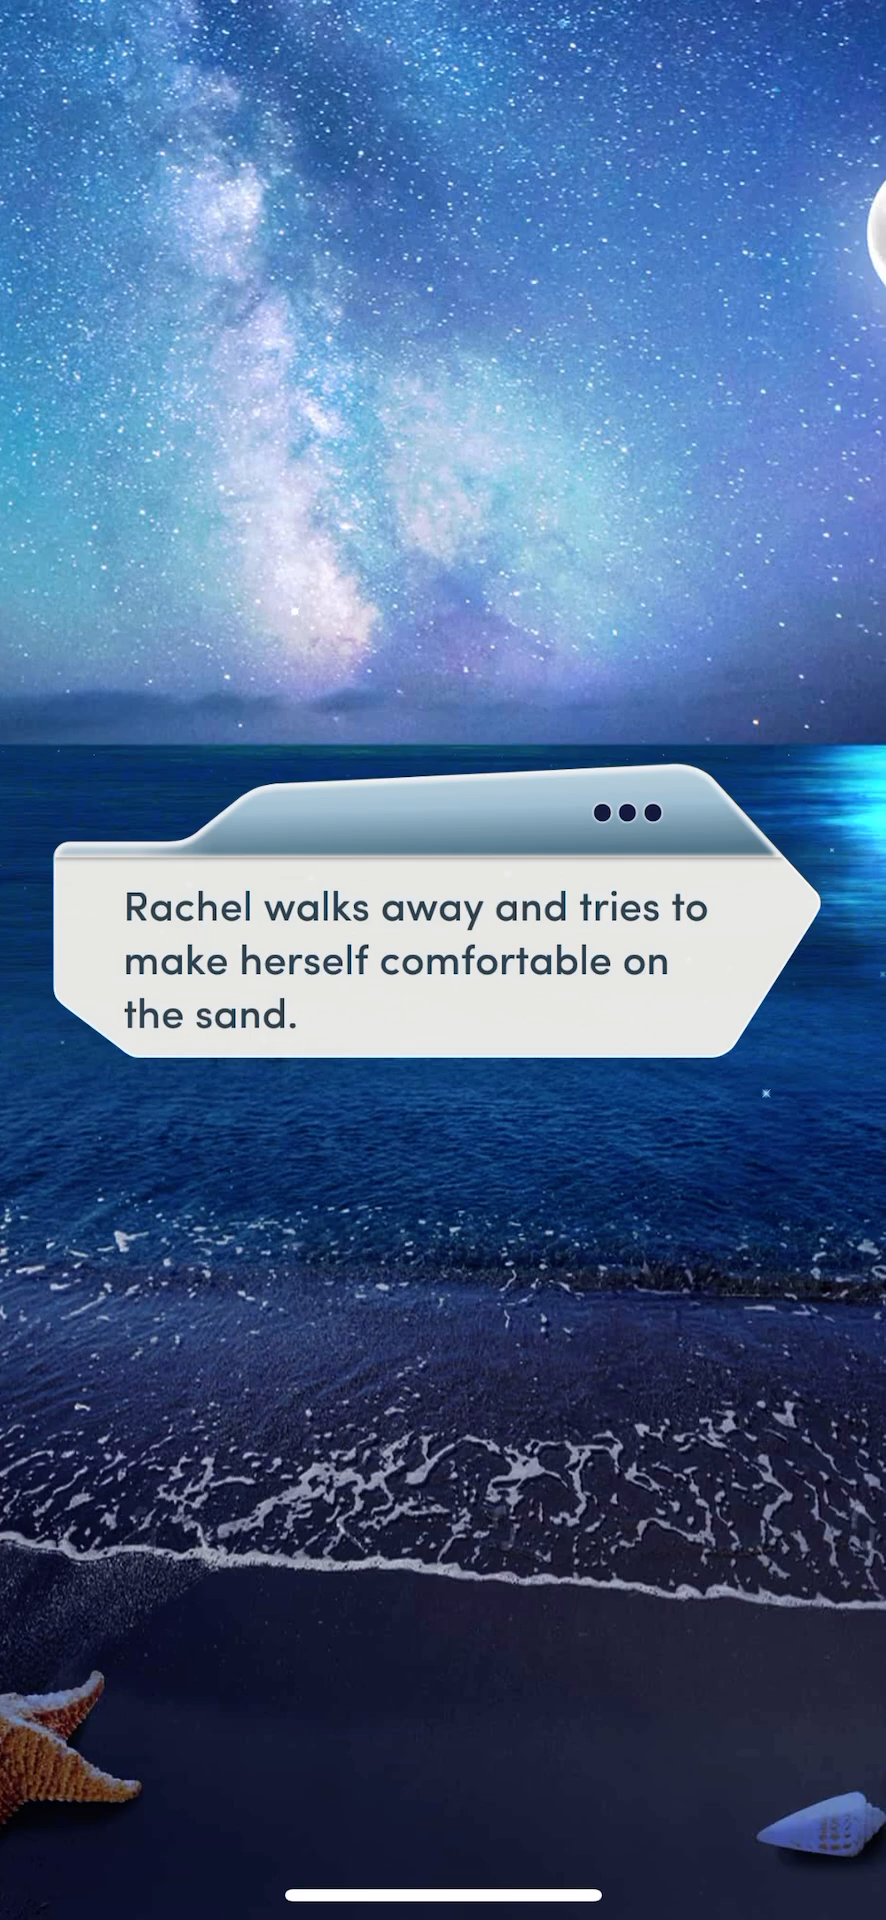 Rachel walks away and tries to
make herself comfortable on
the sand.